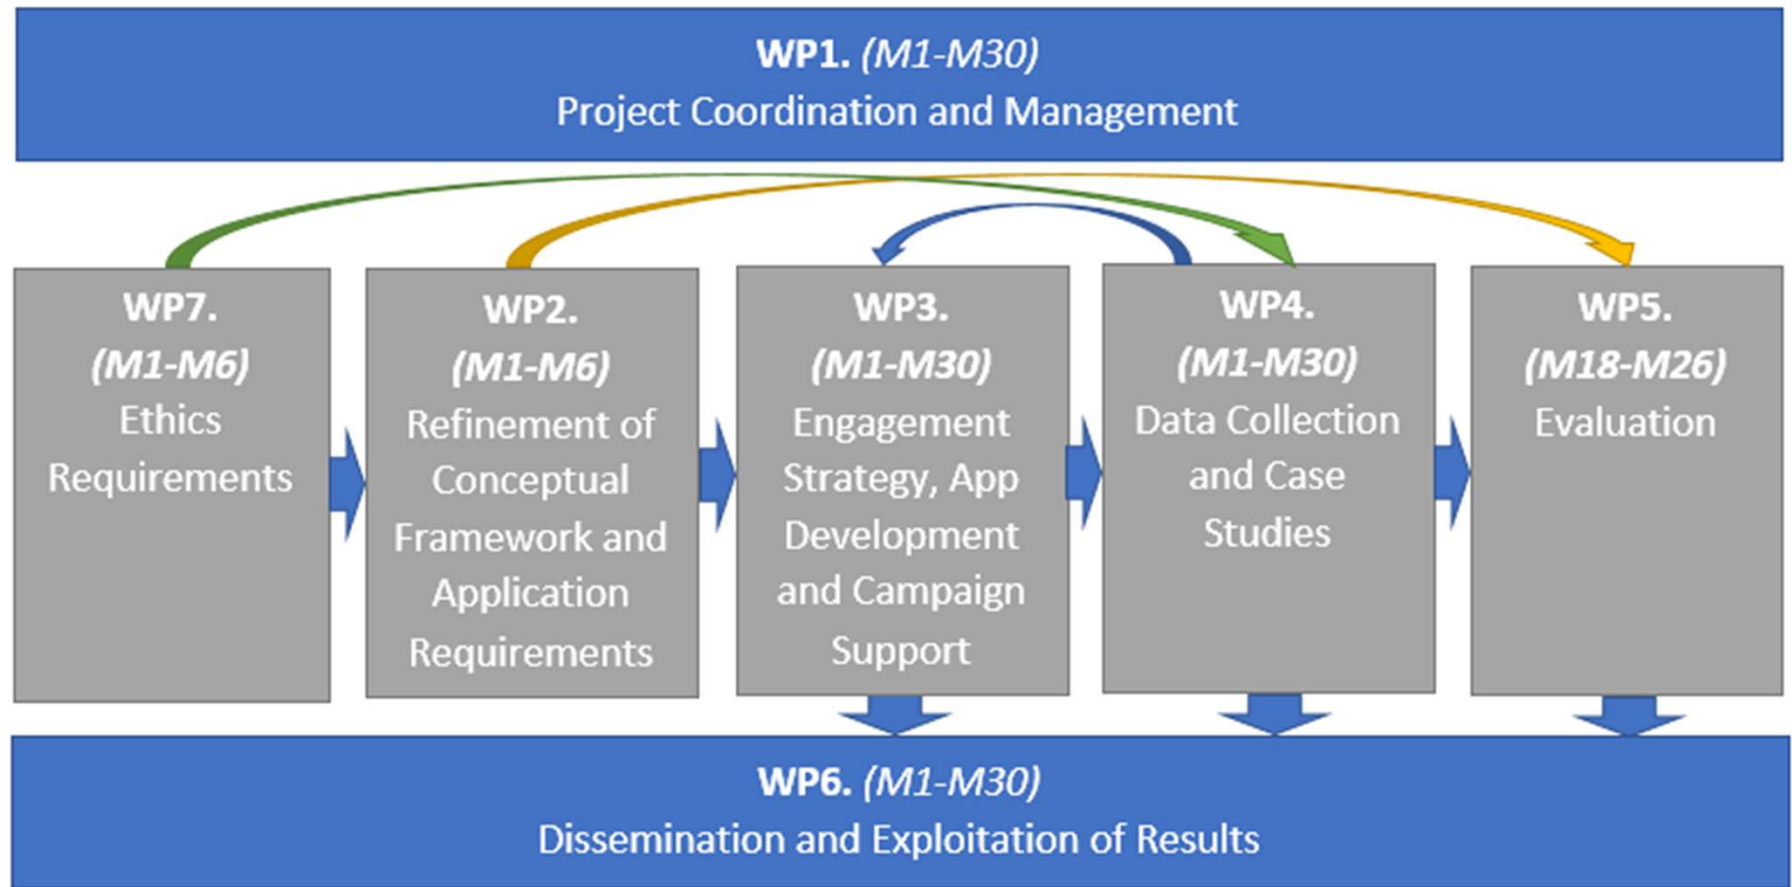 WP1. (M1-M30)
Project Coordination and Management
WP7.
(M1-M6)
Ethics
Requirements
WP2.
(M1-M6)
Refinement of
Conceptual
Framework and
Application
Requirements
WP3.
(M1-M30)
Engagement
Strategy, App
Development
and Campaign
Support
WP4.
(M1-M30)
Data Collection
and Case
Studies
WP5.
(M18-M26)
Evaluation
WP6. (M1-M30)
Dissemination and Exploitation of Results